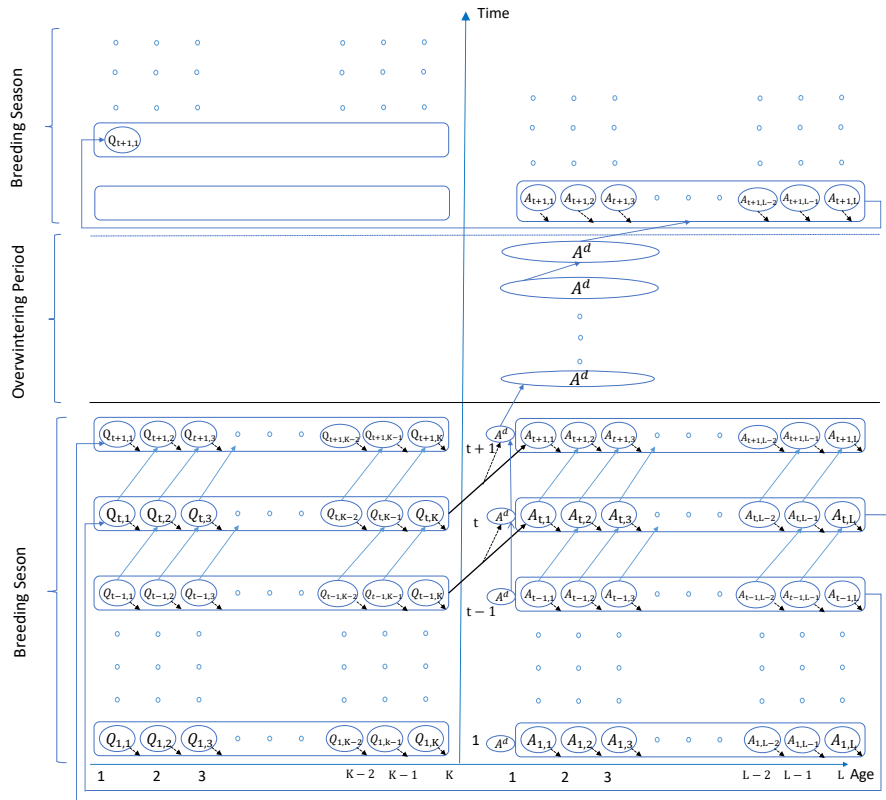 Time
Breeding Season
Q_{t+1,1}
A_{t+1,1} A_{t+1,2} A_{t+1,3} A_{t+1,L-2} A_{t+1,L-1} A_{t+1,L}
Overwintering Period
A^d
A^d
A^d
Breeding Seson
Q_{t+1,1} Q_{t+1,2} Q_{t+1,3} Q_{t+1,K-2} Q_{t+1,K-1} Q_{t+1,K} t+1 A^d A_{t+1,1} A_{t+1,2} A_{t+1,3} A_{t+1,L-2} A_{t+1,L-1} A_{t+1,L}
Q_{t,1} Q_{t,2} Q_{t,3} Q_{t,K-2} Q_{t,K-1} Q_{t,K} t A^d A_{t,1} A_{t,2} A_{t,3} A_{t,L-2} A_{t,L-1} A_{t,L}
Q_{t-1,1} Q_{t-1,2} Q_{t-1,3} Q_{t-1,K-2} Q_{t-1,K-1} Q_{t-1,K} t-1 A^d A_{t-1,1} A_{t-1,2} A_{t-1,3} A_{t-1,L-2} A_{t-1,L-1} A_{t-1,L}
Q_{1,1} Q_{1,2} Q_{1,3} Q_{1,K-2} Q_{1,k-1} Q_{1,K} 1 A^d A_{1,1} A_{1,2} A_{1,3} A_{1,L-2} A_{1,L-1} A_{1,L}
1 2 3 K-2 K-1 K 1 2 3 L-2 L-1 L Age